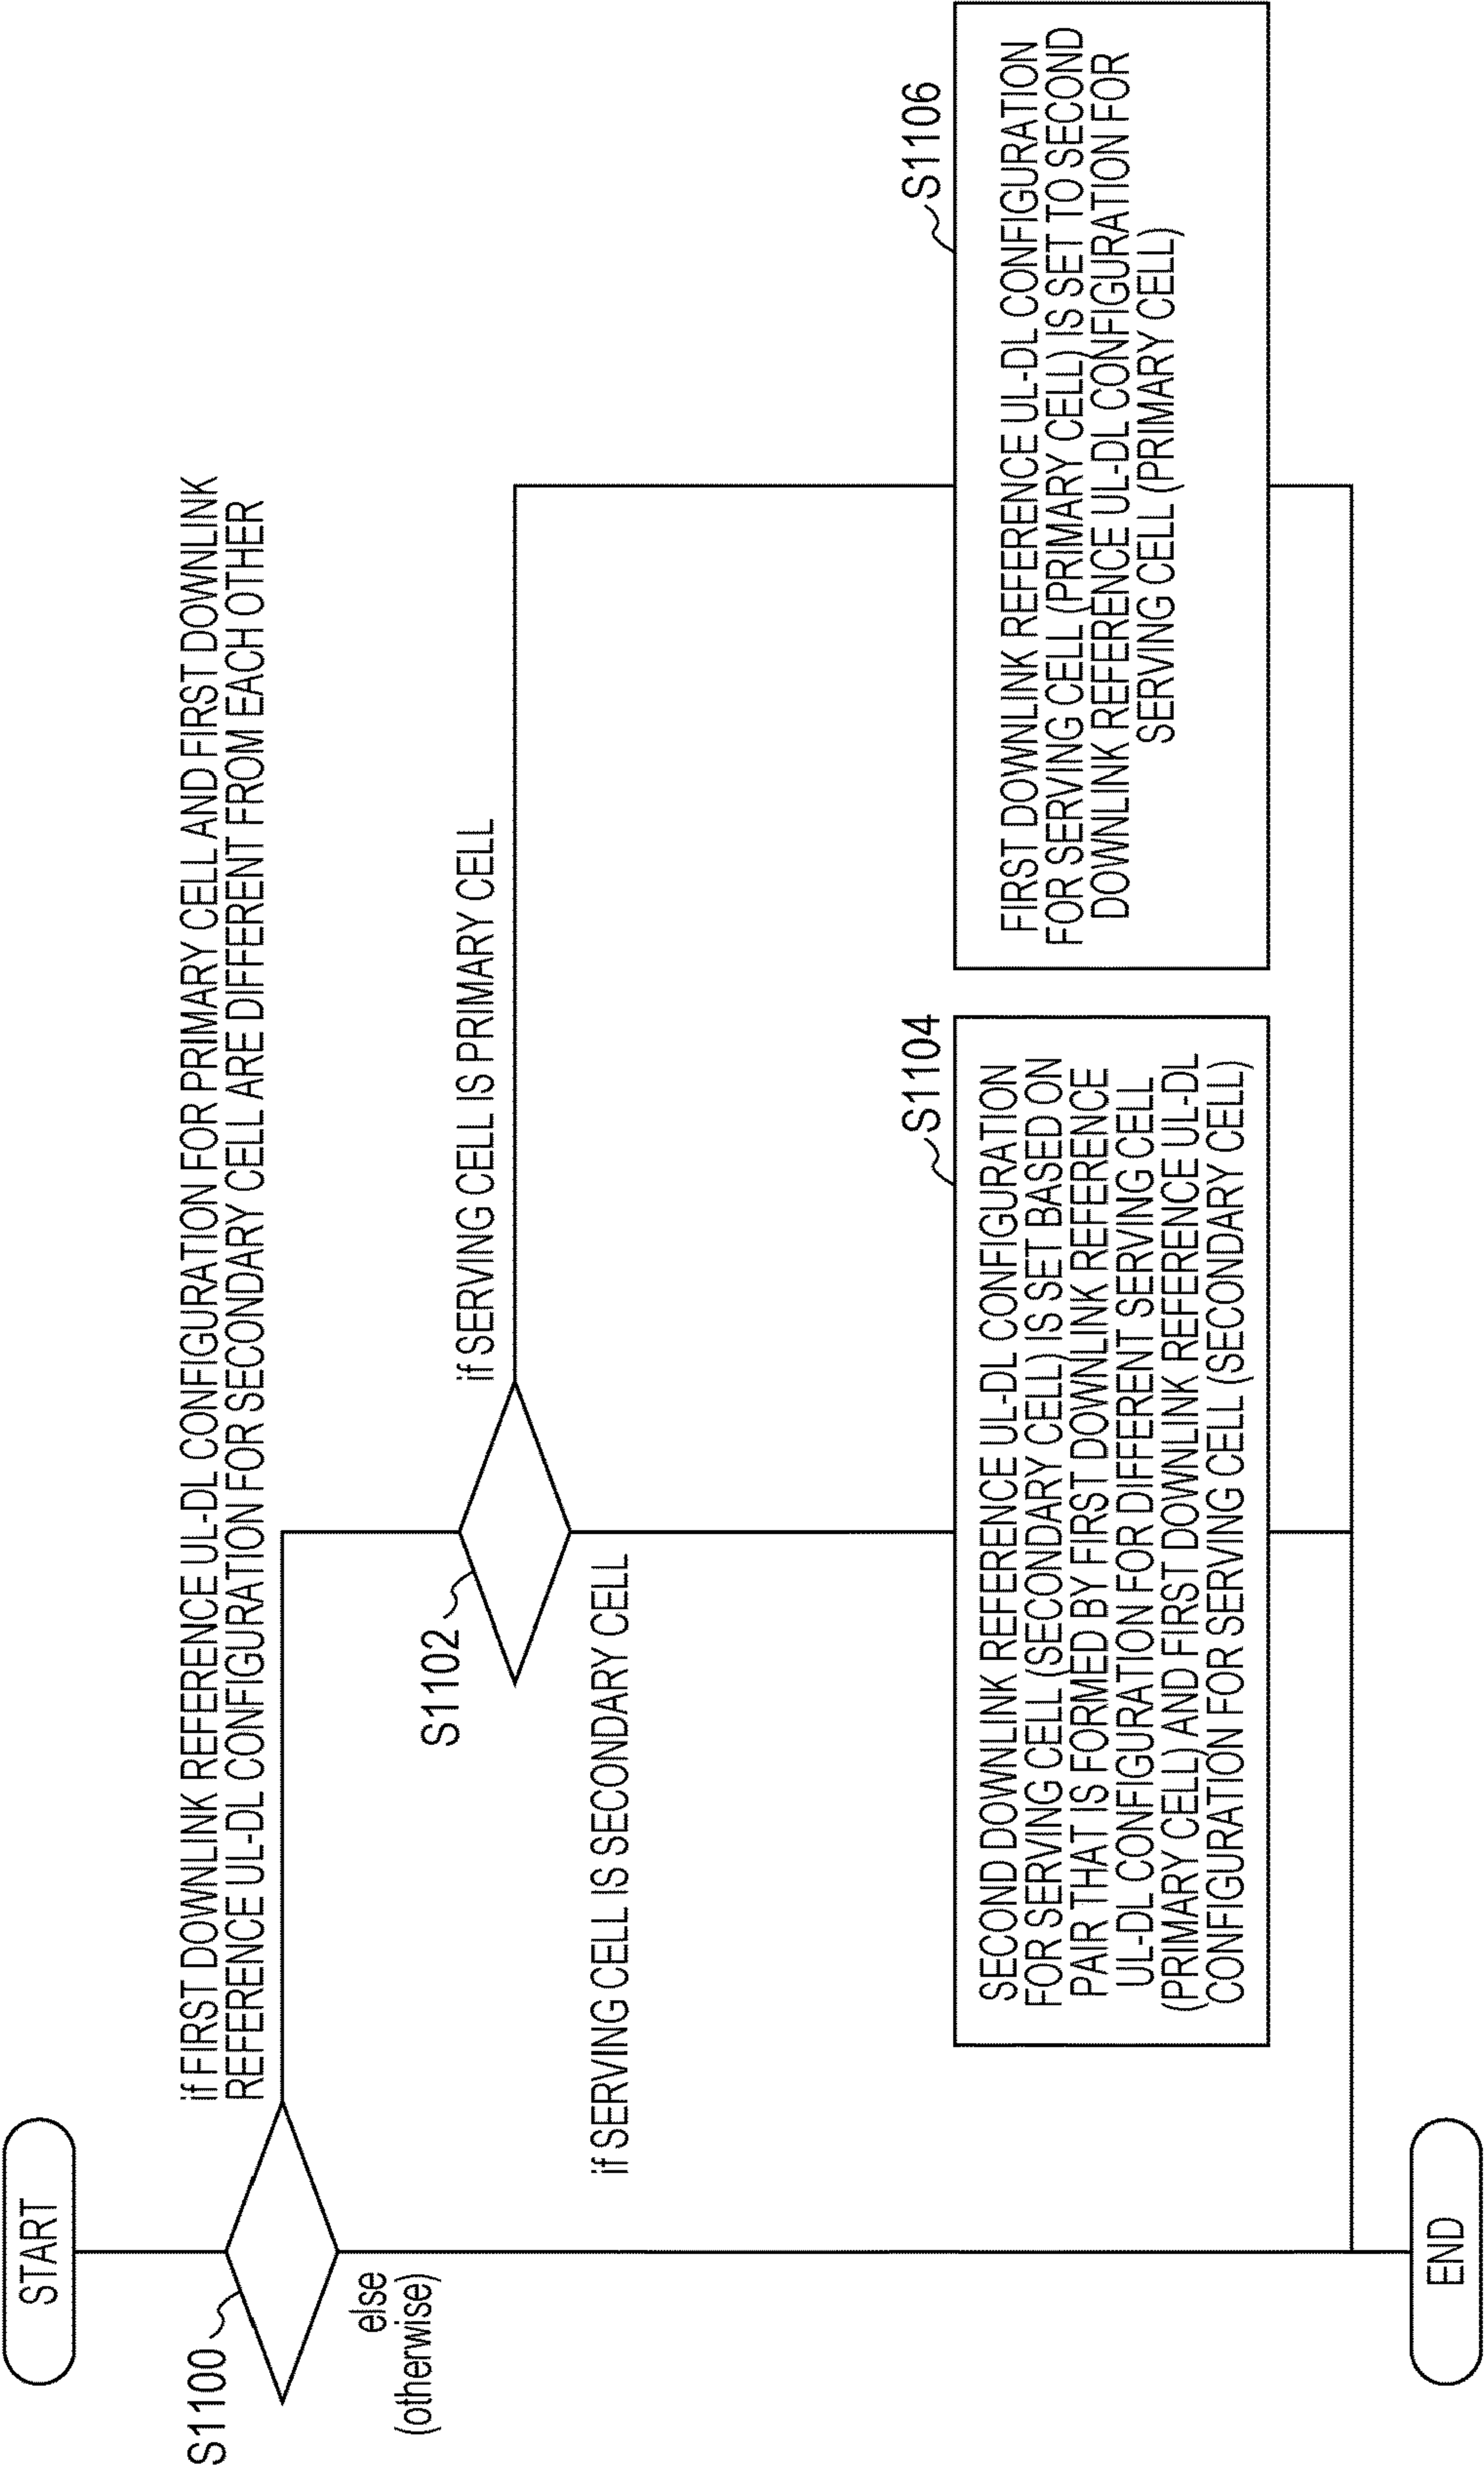 START
S1100
if FIRST DOWNLINK REFERENCE UL-DL CONFIGURATION FOR PRIMARY CELL AND FIRST DOWNLINK
REFERENCE UL-DL CONFIGURATION FOR SECONDARY CELL ARE DIFFERENT FROM EACH OTHER
else
(otherwise)
S1102
if SERVING CELL IS PRIMARY CELL
if SERVING CELL IS SECONDARY CELL
S1104
SECOND DOWNLINK REFERENCE UL-DL CONFIGURATION
FOR SERVING CELL (SECONDARY CELL) IS SET BASED ON
PAIR THAT IS FORMED BY FIRST DOWNLINK REFERENCE
UL-DL CONFIGURATION FOR DIFFERENT SERVING CELL
(PRIMARY CELL) AND FIRST DOWNLINK REFERENCE UL-DL
CONFIGURATION FOR SERVING CELL (SECONDARY CELL)
S1106
FIRST DOWNLINK REFERENCE UL-DL CONFIGURATION
FOR SERVING CELL (PRIMARY CELL) IS SET TO SECOND
DOWNLINK REFERENCE UL-DL CONFIGURATION FOR
SERVING CELL (PRIMARY CELL)
END